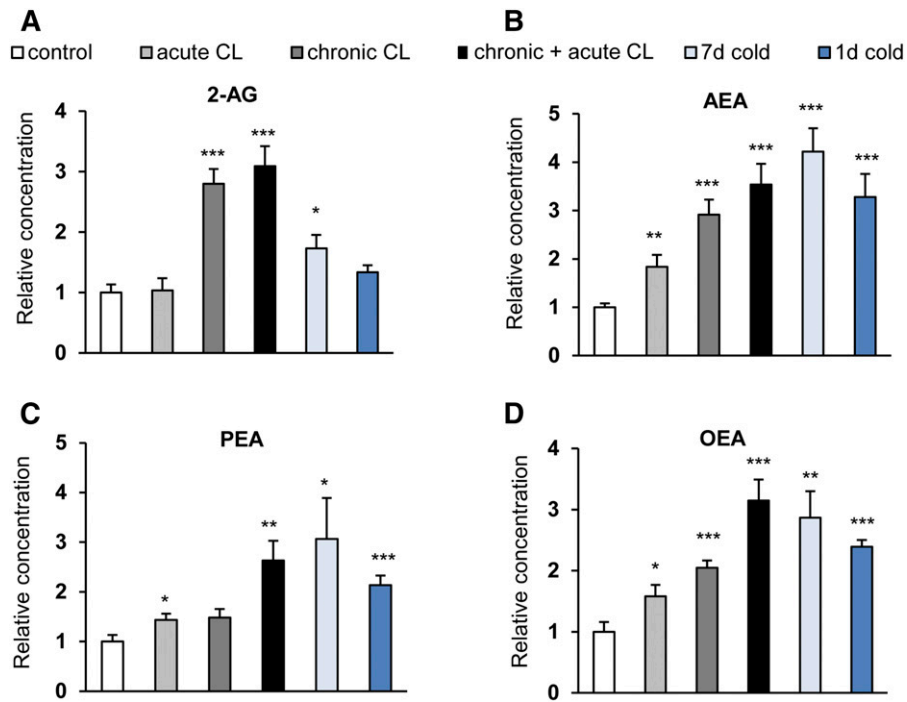 A
B
control
acute CL
chronic CL
chronic + acute CL
7d cold
1d cold
2-AG
Relative concentration
4
3
2
1
0
***
***
*
AEA
Relative concentration
5
4
3
2
1
0
**
***
***
***
***
C
PEA
Relative concentration
5
4
3
2
1
0
*
**
*
***
D
OEA
Relative concentration
4
3
2
1
0
*
***
***
**
***